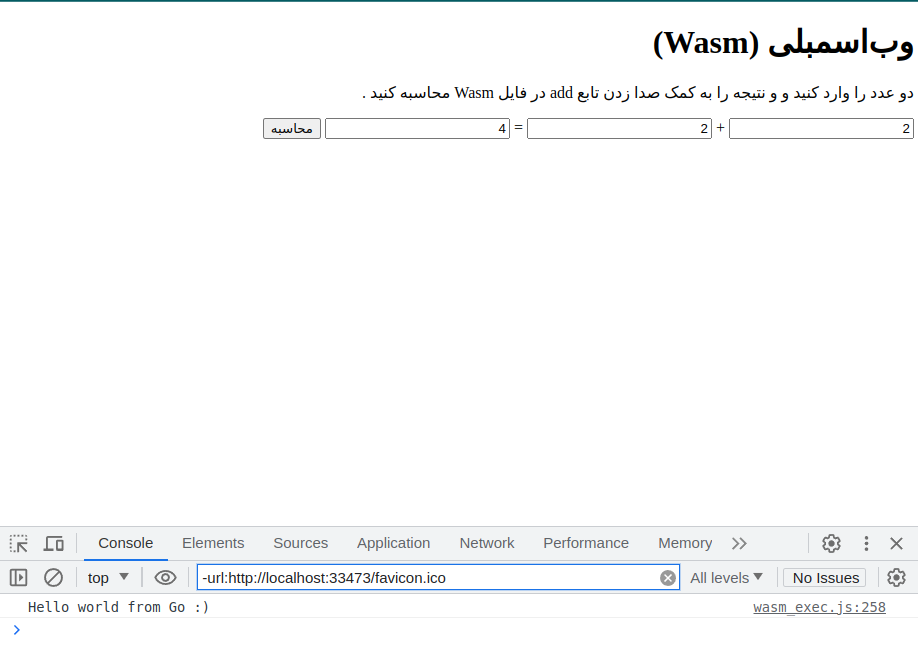 وب‌اسمبلی (Wasm)
دو عدد را وارد کنید و و نتیجه را به کمک صدا زدن تابع add در فایل Wasm محاسبه کنید .
2 + 2 = 4 محاسبه
Console Elements Sources Application Network Performance Memory
top -url:http://localhost:33473/favicon.ico All levels No Issues
Hello world from Go :) wasm_exec.js:258